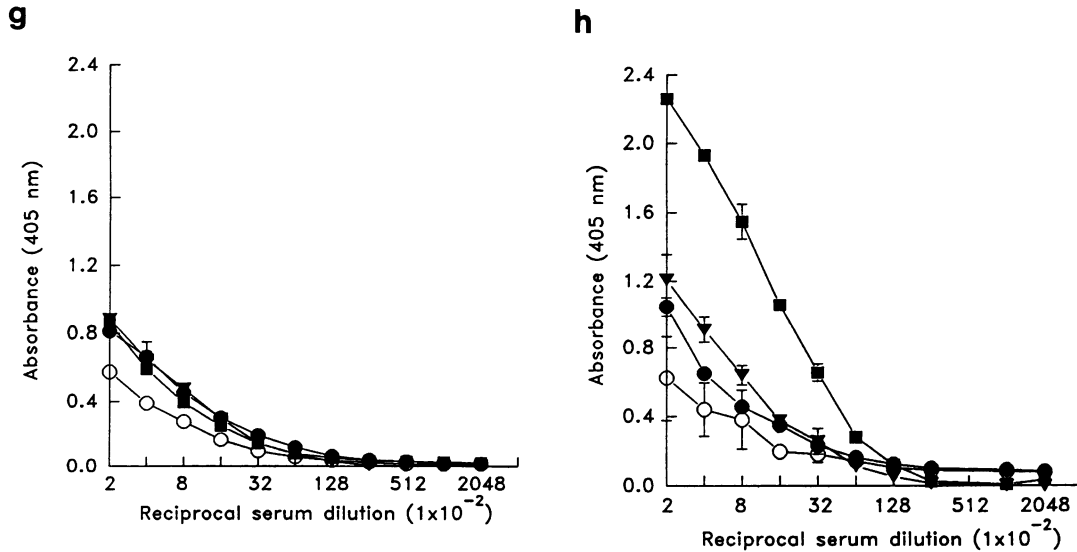 g
2.4
2.0
1.6
1.2
0.8
0.4
0.0
Absorbance (405 nm)
2 8 32 128 512 2048
Reciprocal serum dilution (1x10⁻²)
h
2.4
2.0
1.6
1.2
0.8
0.4
0.0
Absorbance (405 nm)
2 8 32 128 512 2048
Reciprocal serum dilution (1x10⁻²)